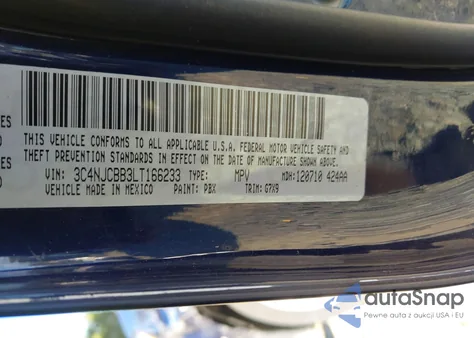 THIS VEHICLE CONFORMS TO ALL APPLICABLE U.S.A. FEDERAL MOTOR VEHICLE SAFETY AND
THEFT PREVENTION STANDARDS IN EFFECT ON THE DATE OF MANUFACTURE SHOWN ABOVE.
VIN: 3C4NJCBB3LT166233 TYPE: MPV MDH:120710 424AA
VEHICLE MADE IN MEXICO PAINT: PBX TRIM: G7X9
ES
ES
autaSnap
Pewne auta z aukcji USA i EU